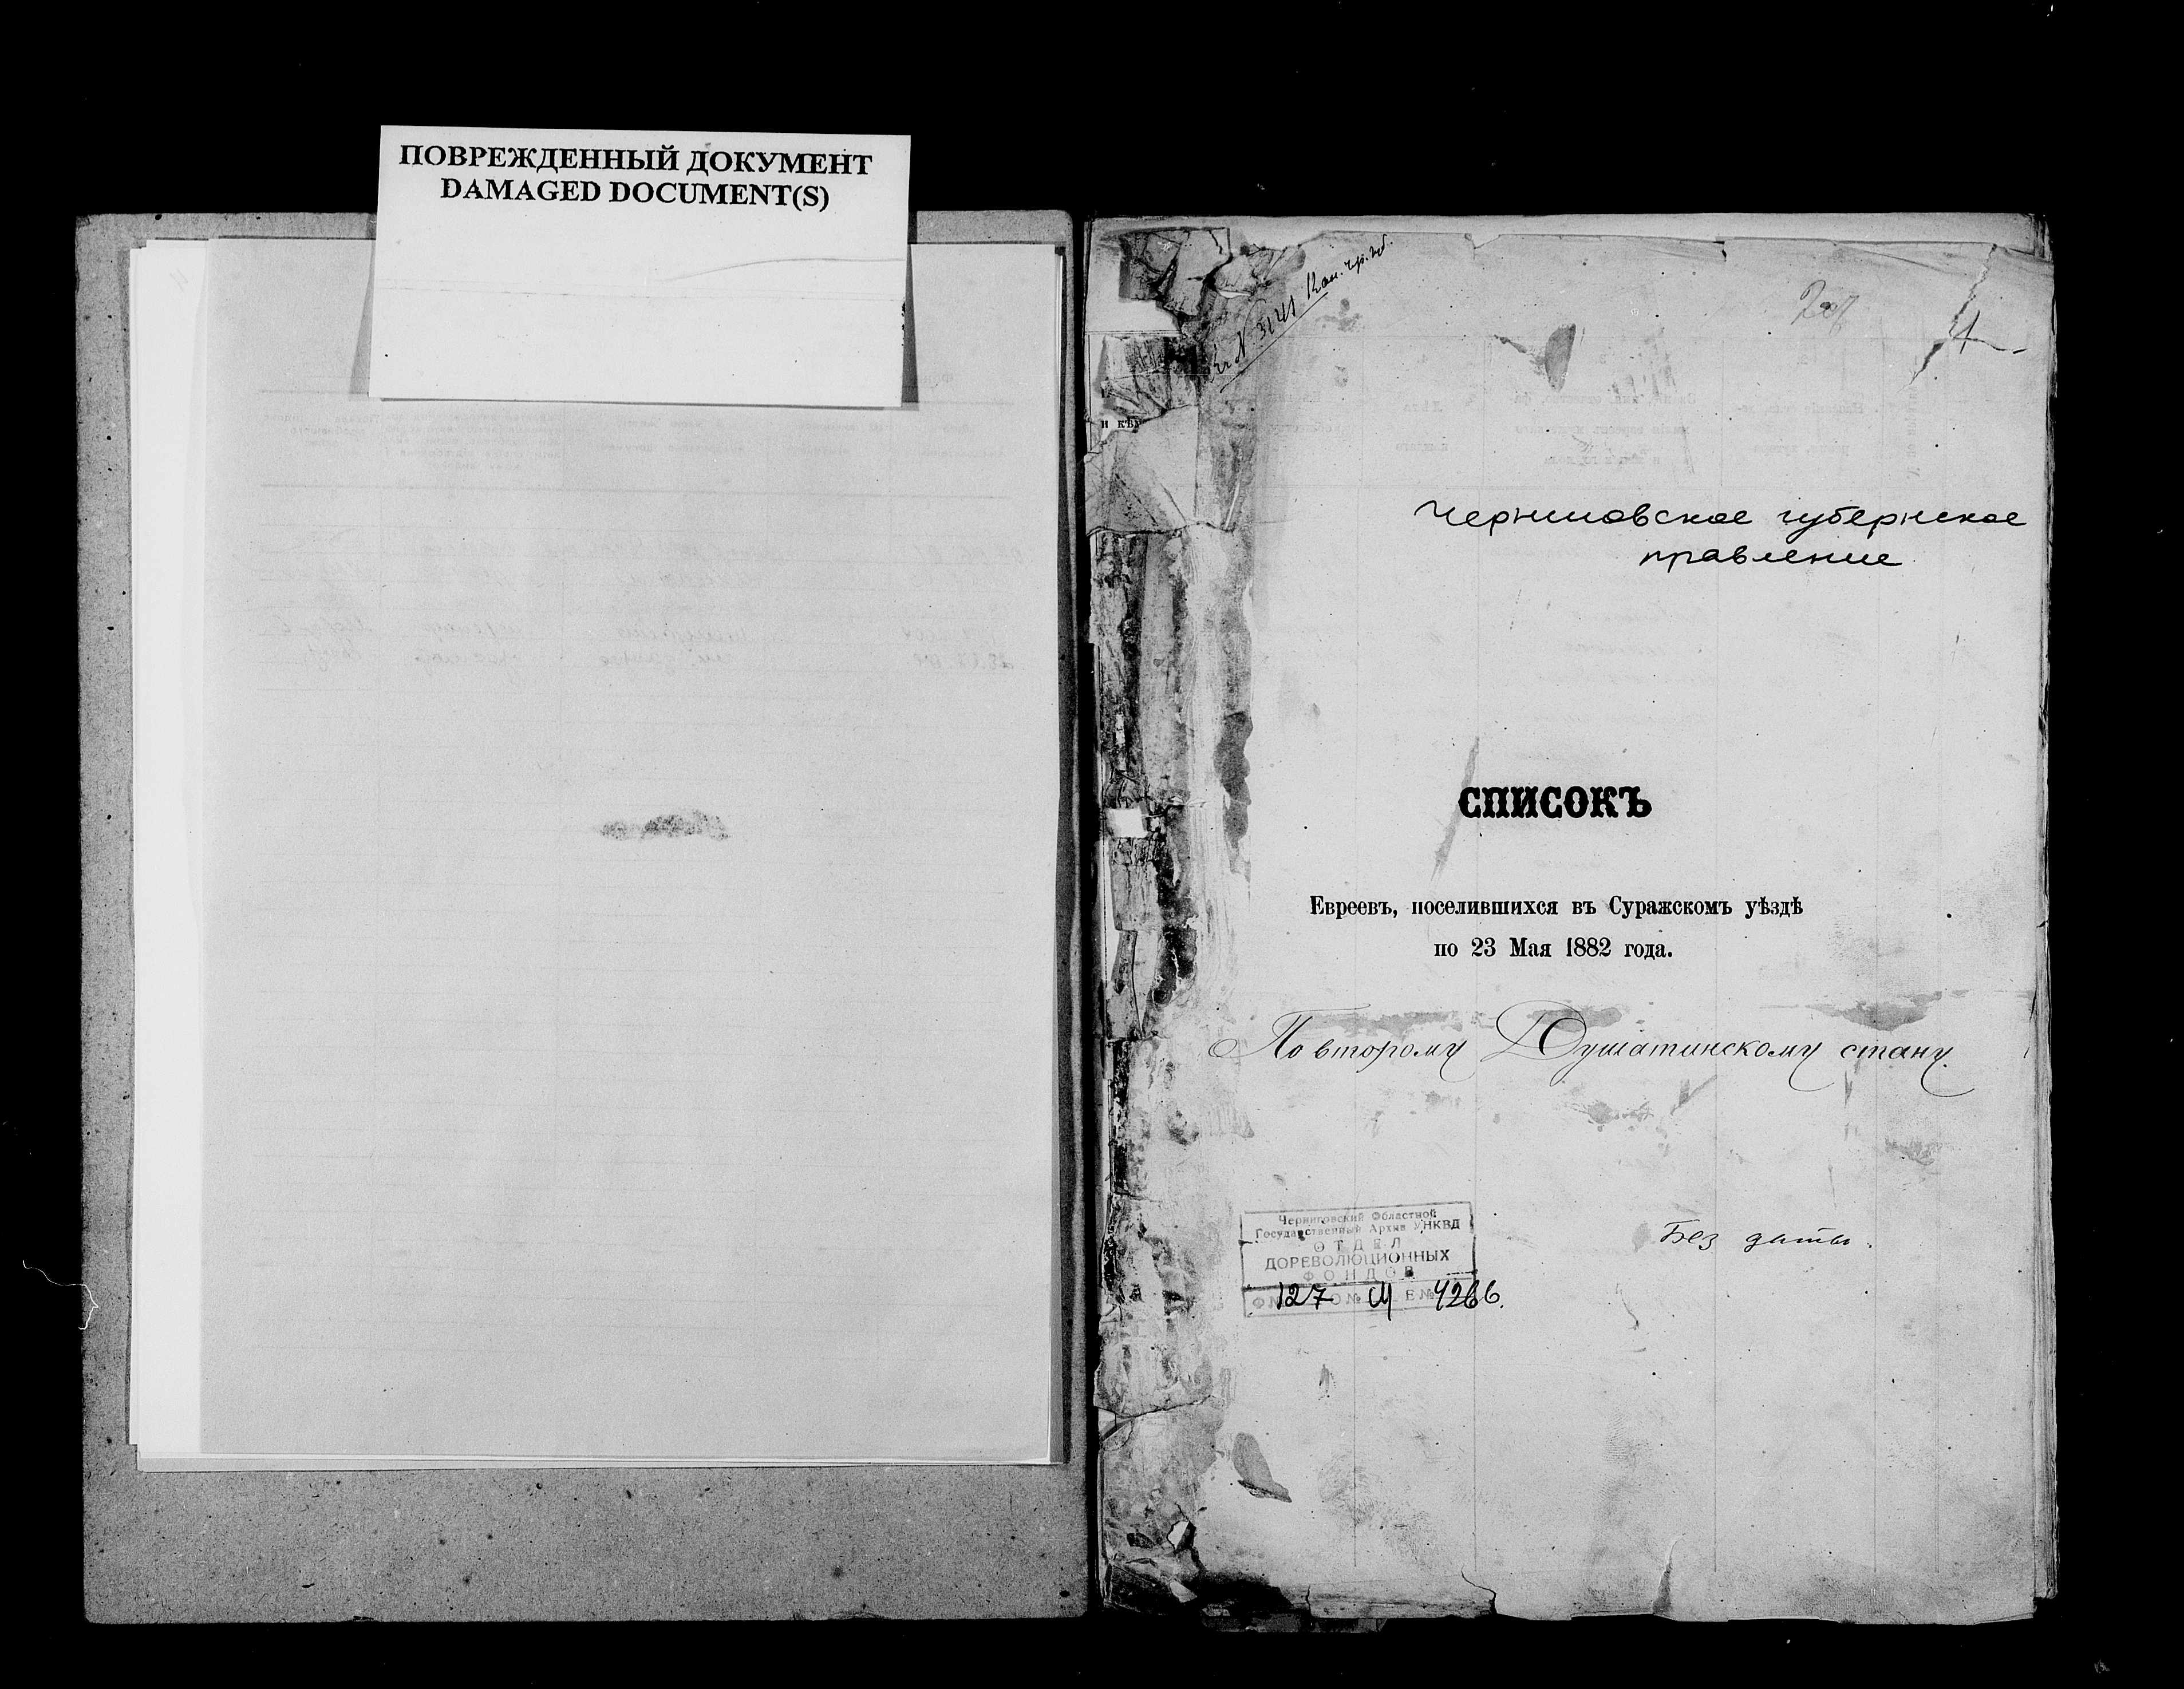 ПОВРЕЖДЕННЫЙ ДОКУМЕНТ
DAMAGED DOCUMENT(S)
и къ
Черниговское губернское
правление
СПИСОКЪ
Евреевъ, поселившихся въ Суражскомъ уѣздѣ
по 23 Мая 1882 года.
По второму Душатинскому стану.
Без даты.
Черниговский Областной
Государственный Архив УНКВД
ОТДЕЛ
ДОРЕВОЛЮЦИОННЫХ
ФОНДОВ
127 4266.